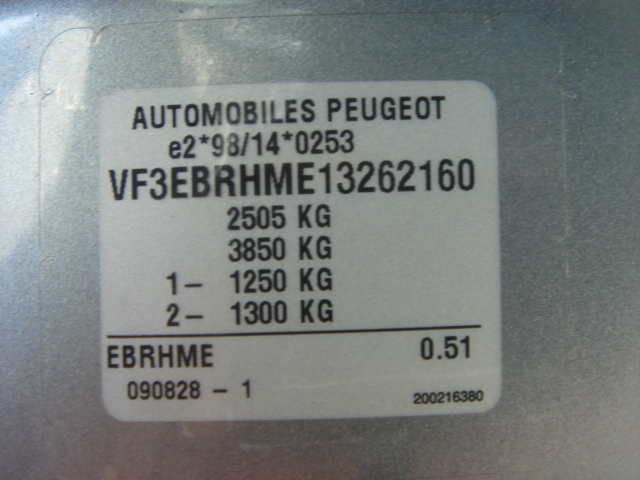 AUTOMOBILES PEUGEOT
e2*98/14*0253
VF3EBRHME13262160
2505 KG
3850 KG
1- 1250 KG
2- 1300 KG
EBRHME 0.51
090828 - 1 200216380